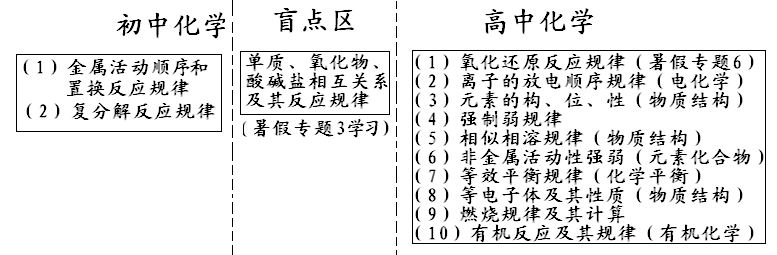 初中化学
(1)金属活动顺序和
置换反应规律
(2)复分解反应规律
盲点区
单质、氧化物、
酸碱盐相互关系
及其反应规律
(暑假专题3学习)
高中化学
(1)氧化还原反应规律(暑假专题6)
(2)离子的放电顺序规律(电化学)
(3)元素的构、位、性(物质结构)
(4)强制弱规律
(5)相似相溶规律(物质结构)
(6)非金属活动性强弱(元素化合物)
(7)等效平衡规律(化学平衡)
(8)等电子体及其性质(物质结构)
(9)燃烧规律及其计算
(10)有机反应及其规律(有机化学)